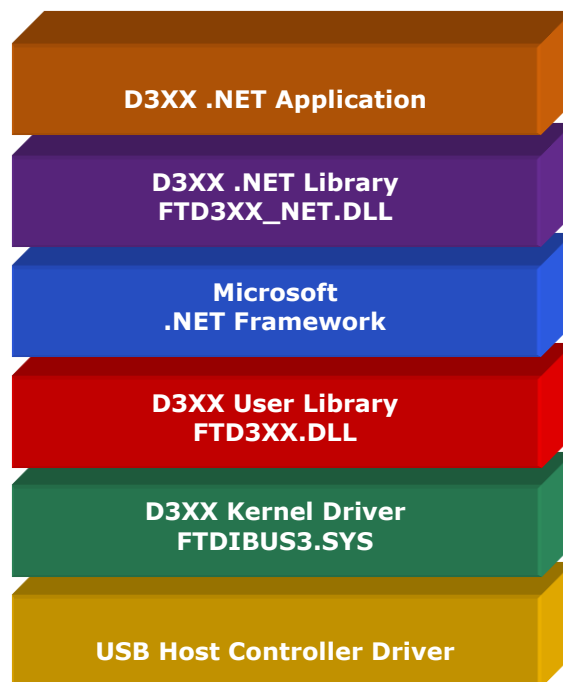 D3XX .NET Application
D3XX .NET Library
FTD3XX_NET.DLL
Microsoft
.NET Framework
D3XX User Library
FTD3XX.DLL
D3XX Kernel Driver
FTDIBUS3.SYS
USB Host Controller Driver